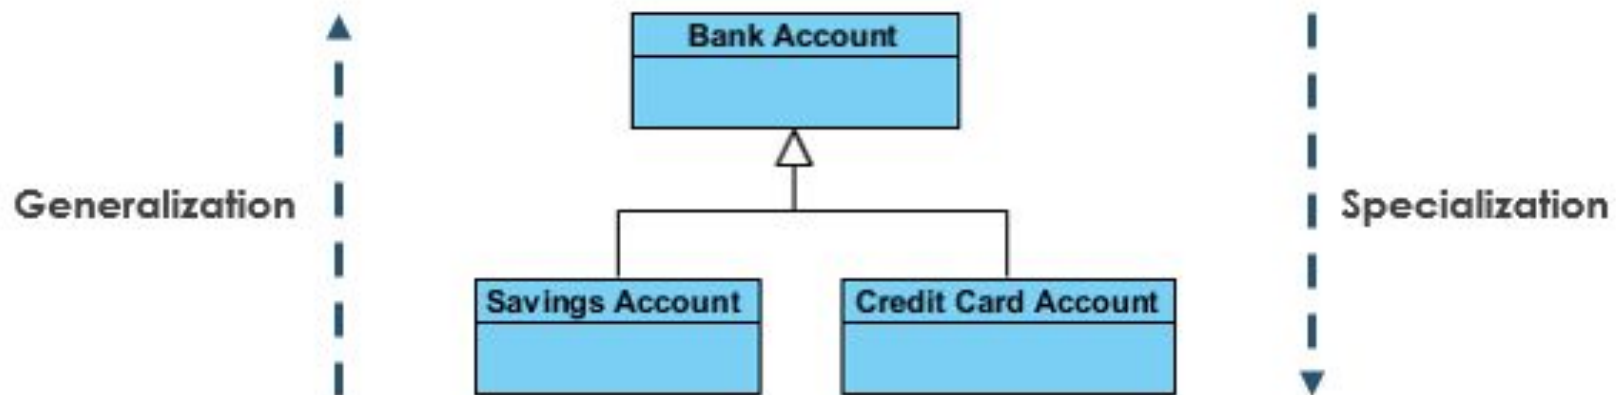 Bank Account
Generalization
Specialization
Savings Account
Credit Card Account